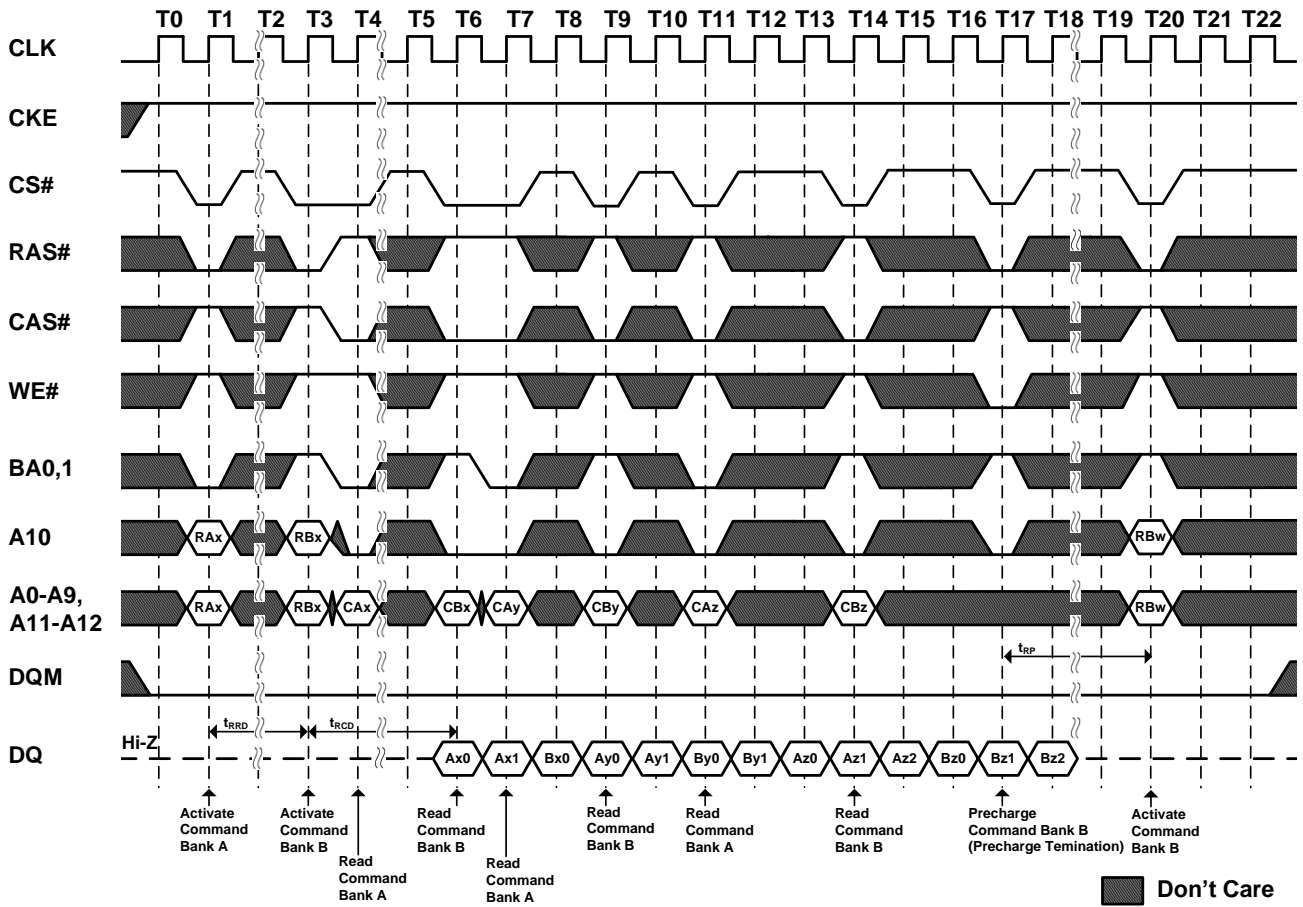 T0 T1 T2 T3 T4 T5 T6 T7 T8 T9 T10 T11 T12 T13 T14 T15 T16 T17 T18 T19 T20 T21 T22
CLK
CKE
CS#
RAS#
CAS#
WE#
BA0,1
A10
RAx RBx RBw
A0-A9,
A11-A12
RAx RBx CAx CBx CAy CBy CAz CBz RBw
tRP
DQM
tRRD tRCD
Hi-Z
DQ
Ax0 Ax1 Bx0 Ay0 Ay1 By0 By1 Az0 Az1 Az2 Bz0 Bz1 Bz2
Activate
Command
Bank A
Activate
Command
Bank B
Read
Command
Bank A
Read
Command
Bank B
Read
Command
Bank A
Read
Command
Bank B
Read
Command
Bank A
Read
Command
Bank B
Precharge
Command Bank B
(Precharge Temination)
Activate
Command
Bank B
Don't Care